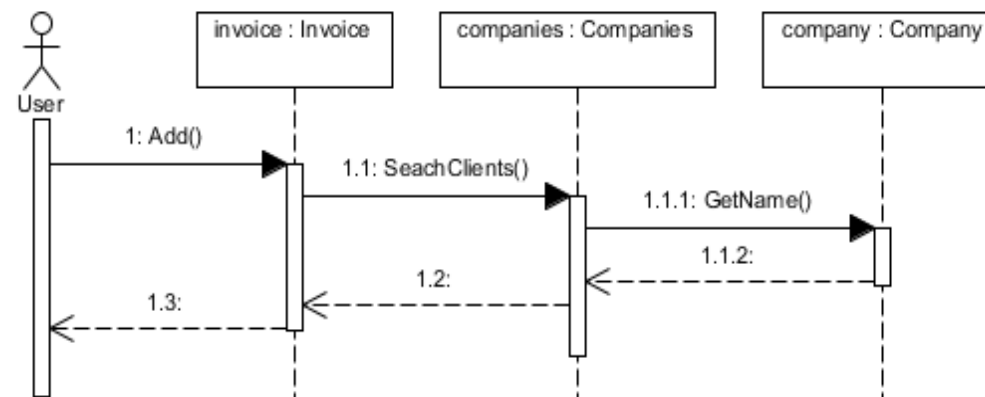 invoice : Invoice
companies : Companies
company : Company
User
1: Add()
1.1: SeachClients()
1.1.1: GetName()
1.1.2:
1.2:
1.3: